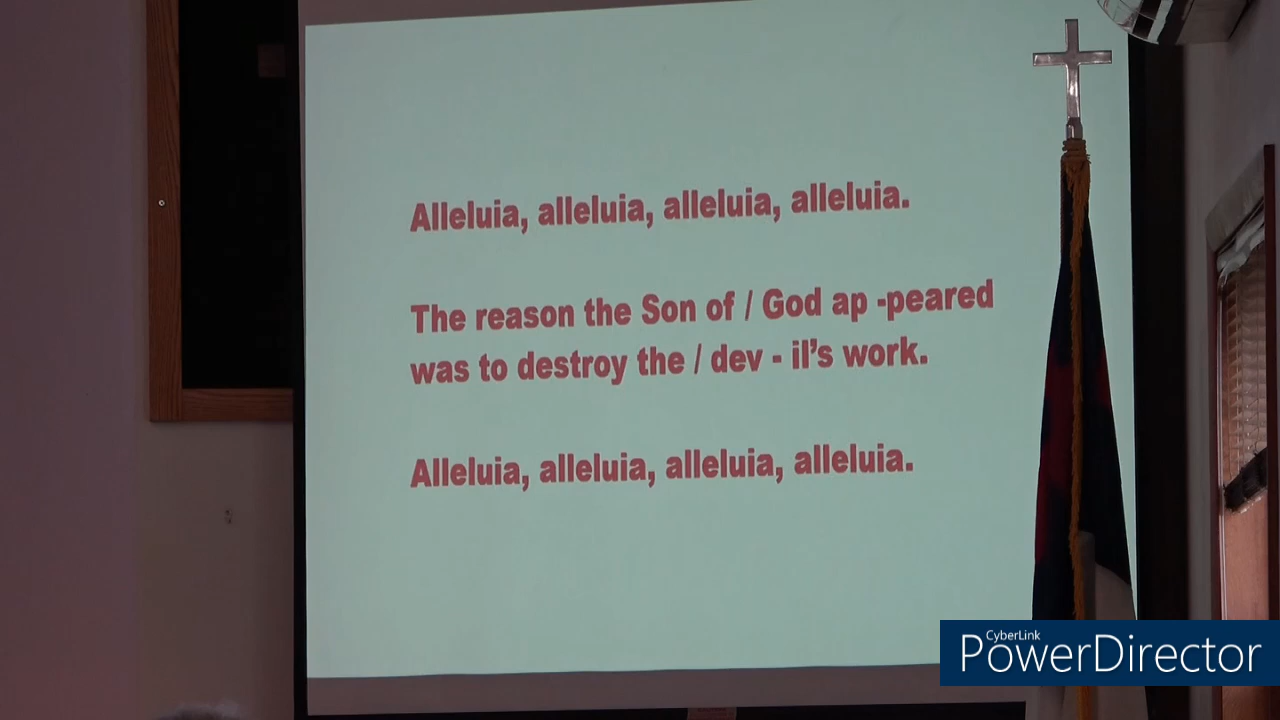 Alleluia, alleluia, alleluia, alleluia.
The reason the Son of / God ap -peared
was to destroy the / dev - il’s work.
Alleluia, alleluia, alleluia, alleluia.
CyberLink
PowerDirector